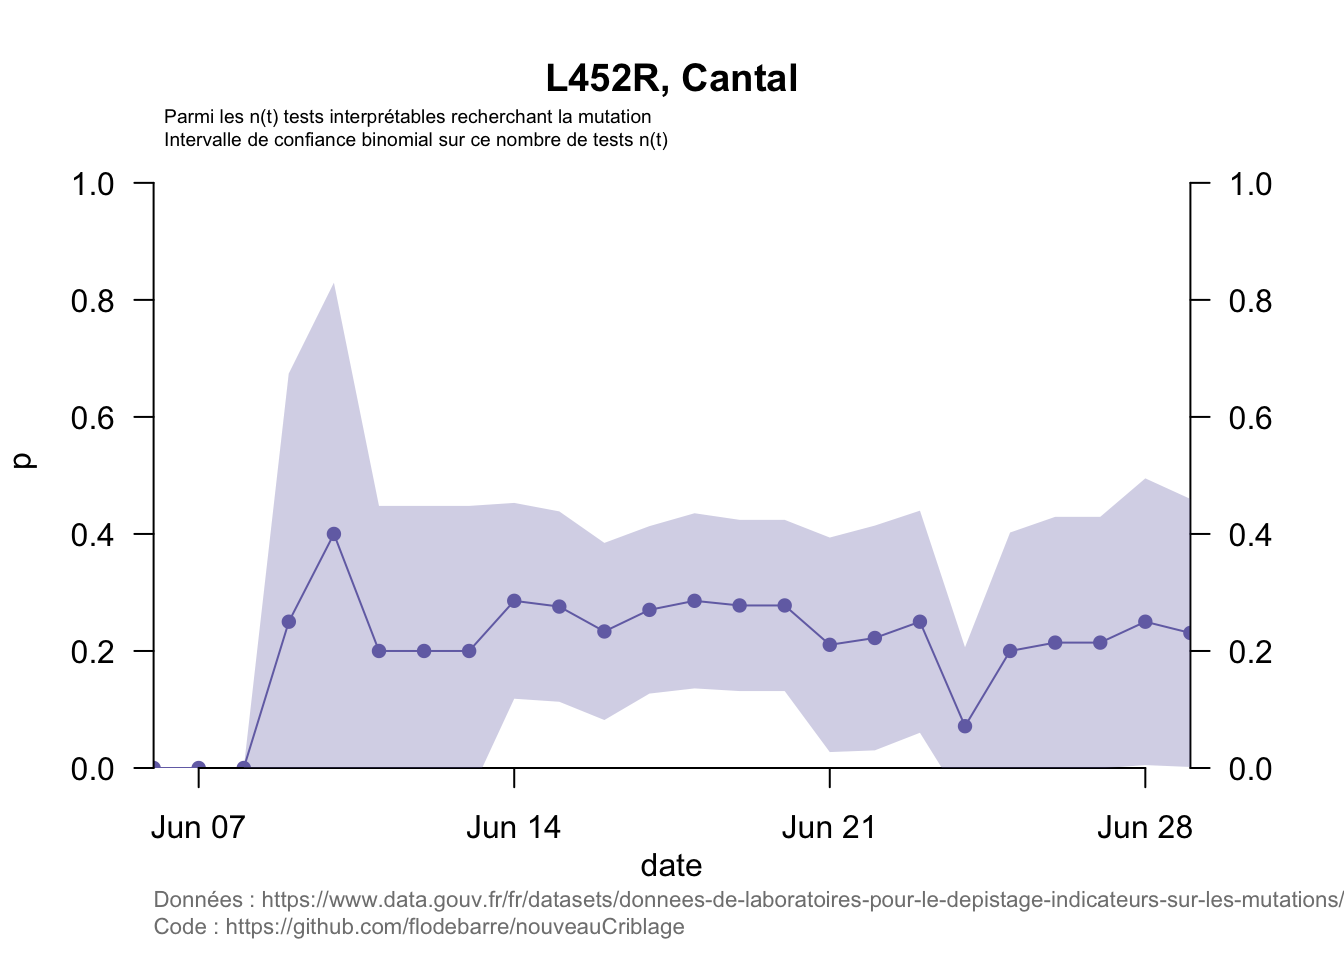 L452R, Cantal
Parmi les n(t) tests interprétables recherchant la mutation
Intervalle de confiance binomial sur ce nombre de tests n(t)
1.0
0.8
0.6
0.4
0.2
0.0
p
1.0
0.8
0.6
0.4
0.2
0.0
Jun 07 Jun 14 Jun 21 Jun 28
date
Données : https://www.data.gouv.fr/fr/datasets/donnees-de-laboratoires-pour-le-depistage-indicateurs-sur-les-mutations/
Code : https://github.com/flodebarre/nouveauCriblage